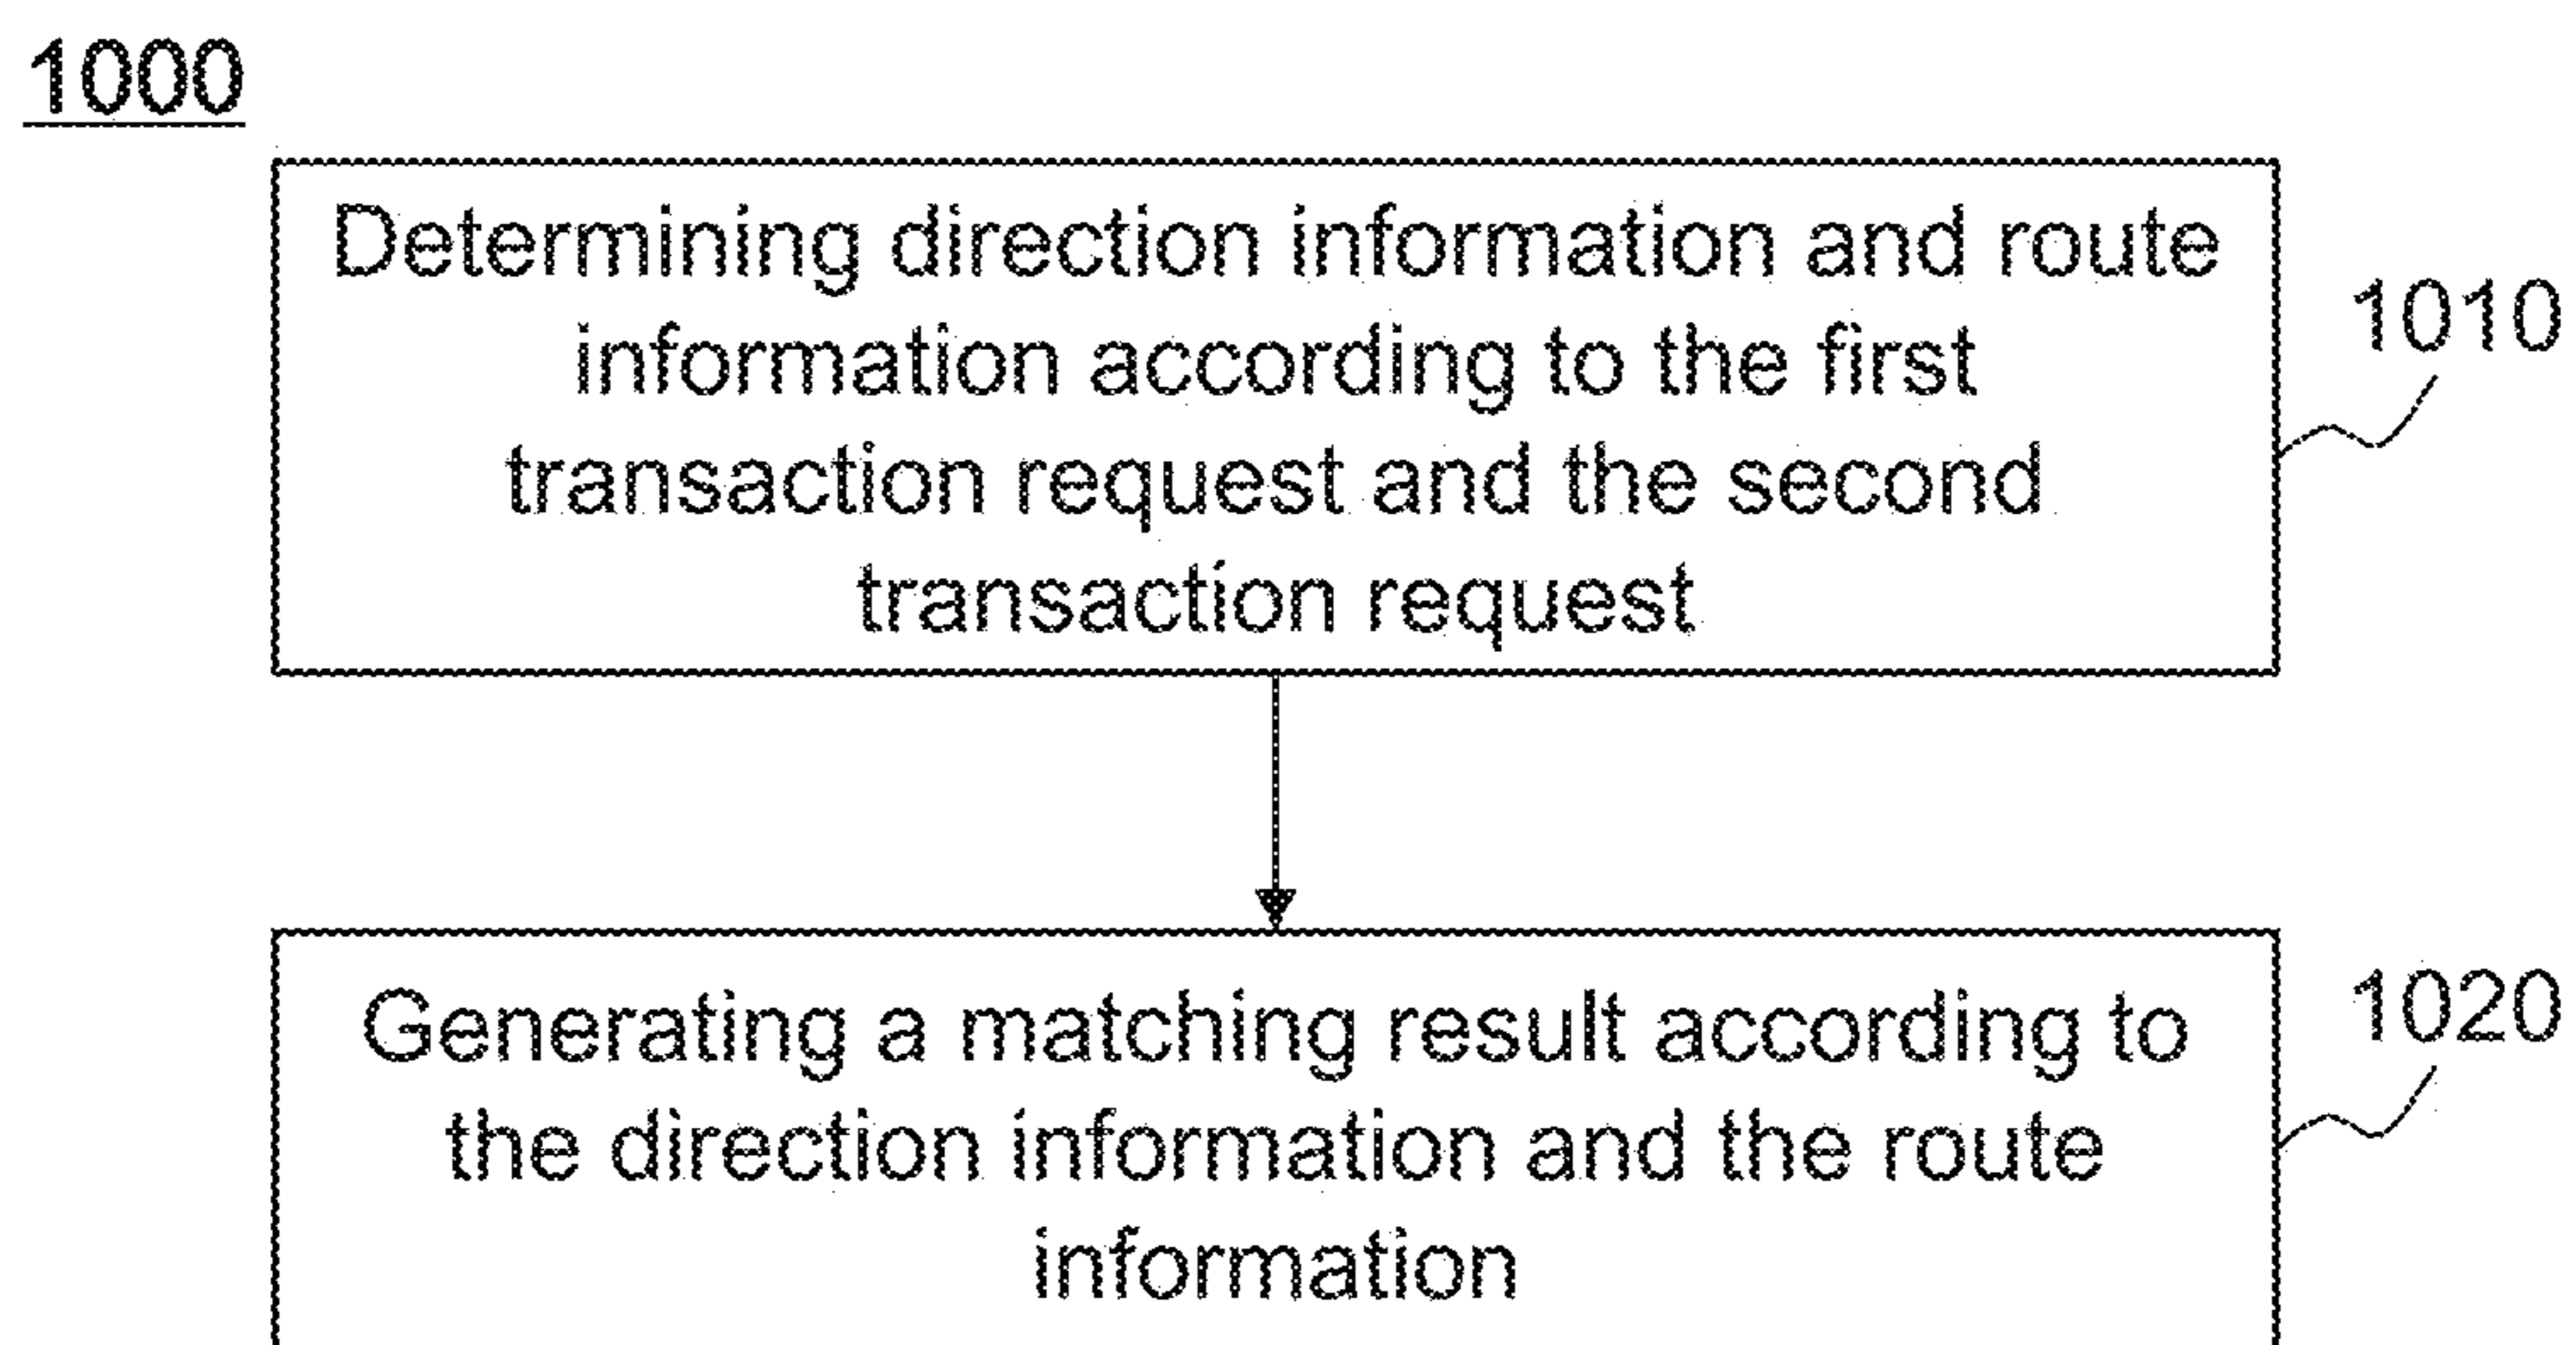 1000
Determining direction information and route
information according to the first
transaction request and the second
transaction request
1010
Generating a matching result according to
the direction information and the route
information
1020